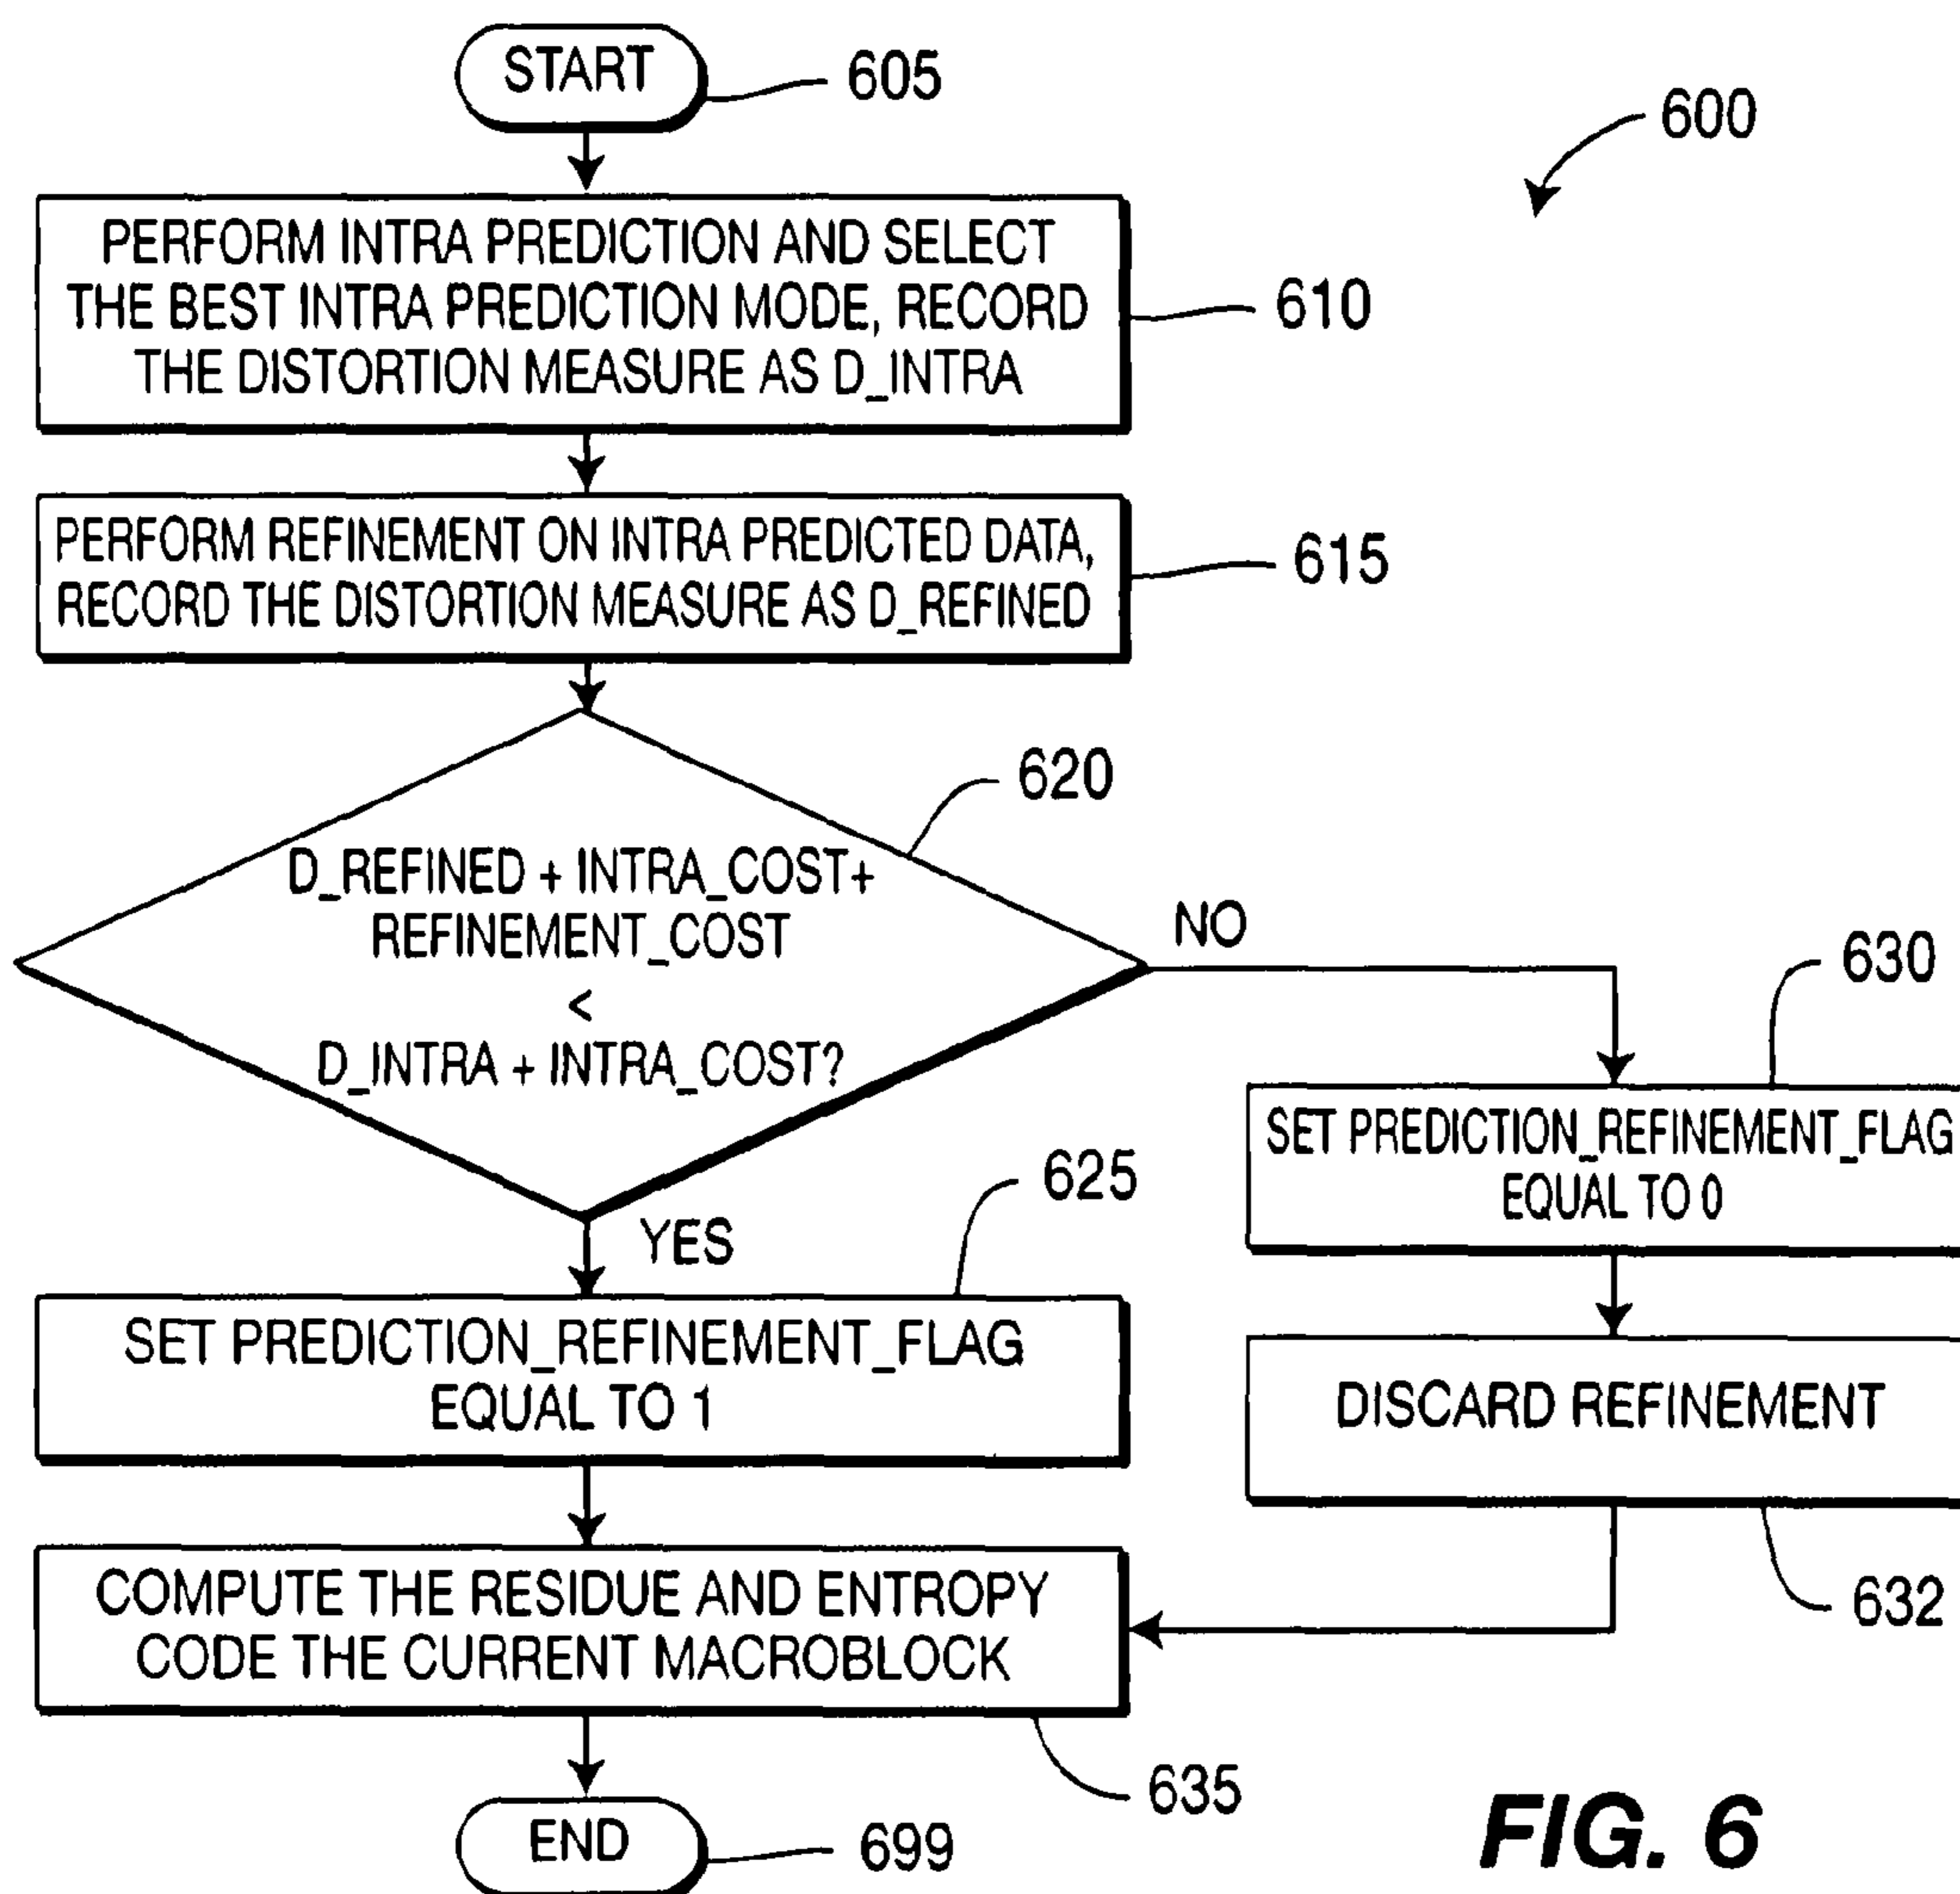 START
605
600
PERFORM INTRA PREDICTION AND SELECT
THE BEST INTRA PREDICTION MODE, RECORD
THE DISTORTION MEASURE AS D_INTRA
610
PERFORM REFINEMENT ON INTRA PREDICTED DATA,
RECORD THE DISTORTION MEASURE AS D_REFINED
615
620
D_REFINED + INTRA_COST+
REFINEMENT_COST
<
D_INTRA + INTRA_COST?
NO
630
SET PREDICTION_REFINEMENT_FLAG
EQUAL TO 0
YES
625
SET PREDICTION_REFINEMENT_FLAG
EQUAL TO 1
DISCARD REFINEMENT
632
COMPUTE THE RESIDUE AND ENTROPY
CODE THE CURRENT MACROBLOCK
635
END
699
FIG. 6